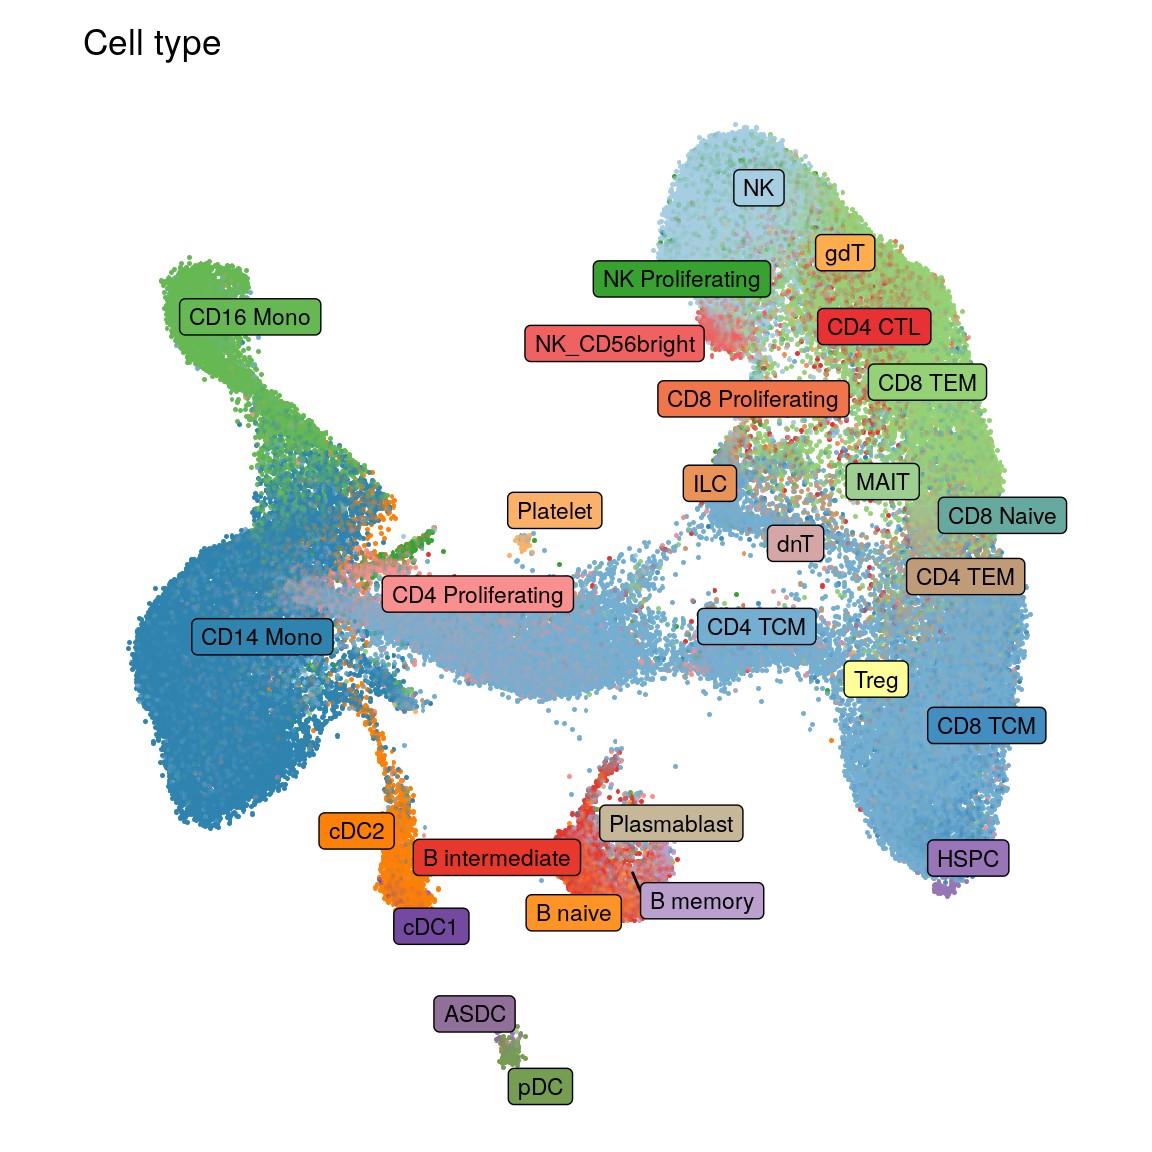 Cell type
NK
gdT
NK Proliferating
CD16 Mono
CD4 CTL
NK_CD56bright
CD8 TEM
CD8 Proliferating
MAIT
ILC
Platelet
CD8 Naive
dnT
CD4 TEM
CD4 Proliferating
CD4 TCM
CD14 Mono
Treg
CD8 TCM
Plasmablast
cDC2
B intermediate
HSPC
B memory
B naive
cDC1
ASDC
pDC